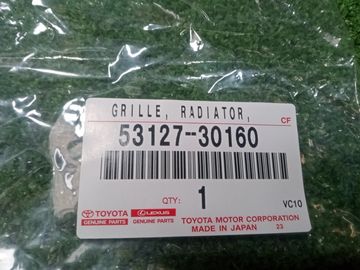 GRILLE, RADIATOR,
CF
53127-30160
QTY: 1
VC10
TOYOTA LEXUS
GENUINE PARTS GENUINE PARTS
TOYOTA MOTOR CORPORATION
MADE IN JAPAN 23